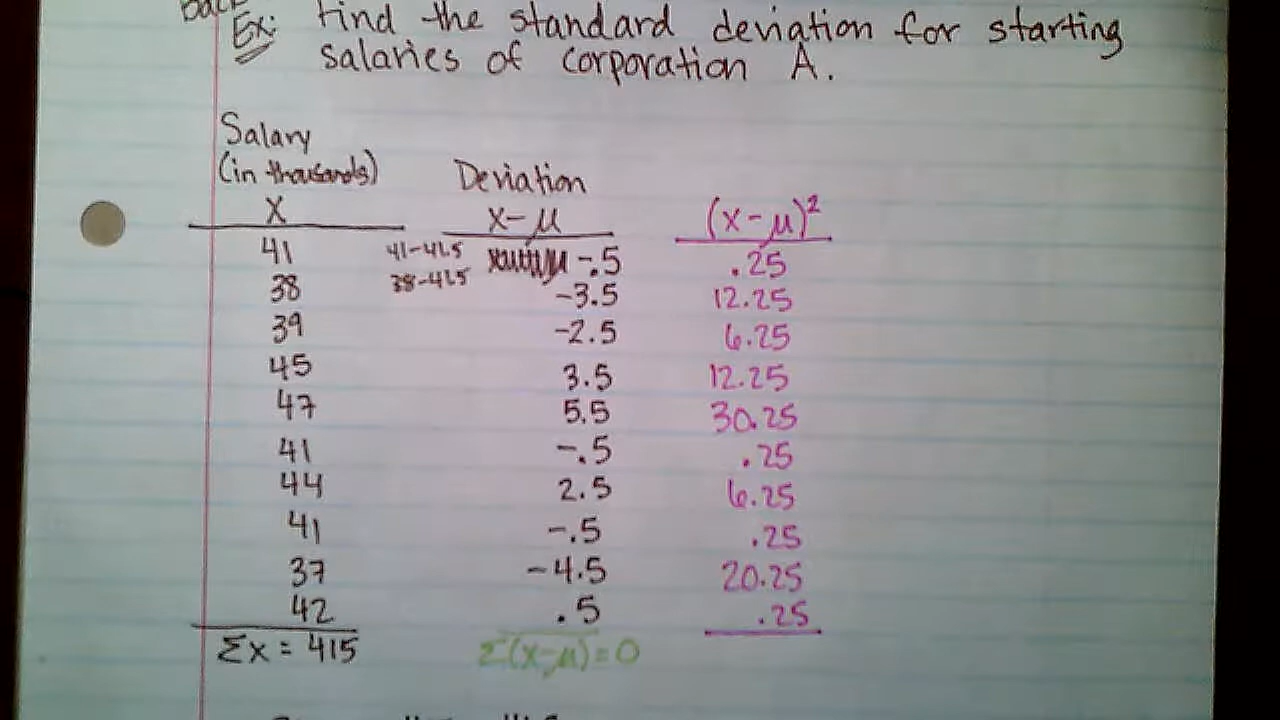 Ex: Find the standard deviation for starting
salaries of corporation A.
Salary
(in thousands) Deviation
X X-μ (x-μ)²
41 41-41.5 -.5 .25
38 38-41.5 -3.5 12.25
39 -2.5 6.25
45 3.5 12.25
47 5.5 30.25
41 -.5 .25
44 2.5 6.25
41 -.5 .25
37 -4.5 20.25
42 .5 .25
Σx = 415 Σ(x-μ)=0